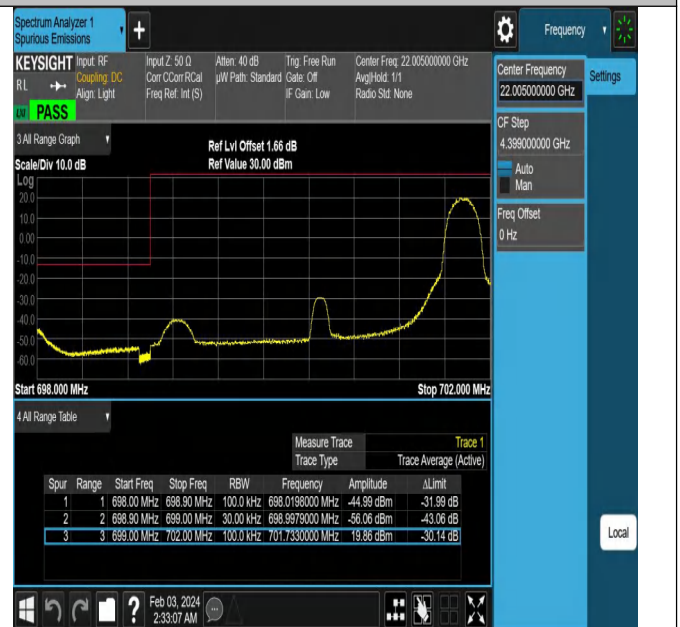 Spectrum Analyzer 1
Spurious Emissions
+
Frequency
KEYSIGHT Input: RF Input Z: 50 Ω Atten: 40 dB Trig: Free Run Center Freq: 22.005000000 GHz
RL Coupling: DC Corr CCorr RCal µW Path: Standard Gate: Off Avg|Hold: 1/1
Align: Light Freq Ref: Int (S) IF Gain: Low Radio Std: None
LXI PASS
Center Frequency
22.005000000 GHz
Settings
CF Step
4.399000000 GHz
Auto
Man
Freq Offset
0 Hz
3 All Range Graph
Ref Lvl Offset 1.66 dB
Scale/Div 10.0 dB Ref Value 30.00 dBm
Log
20.0
10.0
0.00
-10.0
-20.0
-30.0
-40.0
-50.0
-60.0
Start 698.000 MHz Stop 702.000 MHz
4 All Range Table
Measure Trace Trace 1
Trace Type Trace Average (Active)
Spur Range Start Freq Stop Freq RBW Frequency Amplitude ΔLimit
1 1 698.00 MHz 698.90 MHz 100.0 kHz 698.0198000 MHz -44.99 dBm -31.99 dB
2 2 698.90 MHz 699.00 MHz 30.00 kHz 698.9979000 MHz -56.06 dBm -43.06 dB
3 3 699.00 MHz 702.00 MHz 100.0 kHz 701.7330000 MHz 19.86 dBm -30.14 dB
Local
? Feb 03, 2024
2:33:07 AM